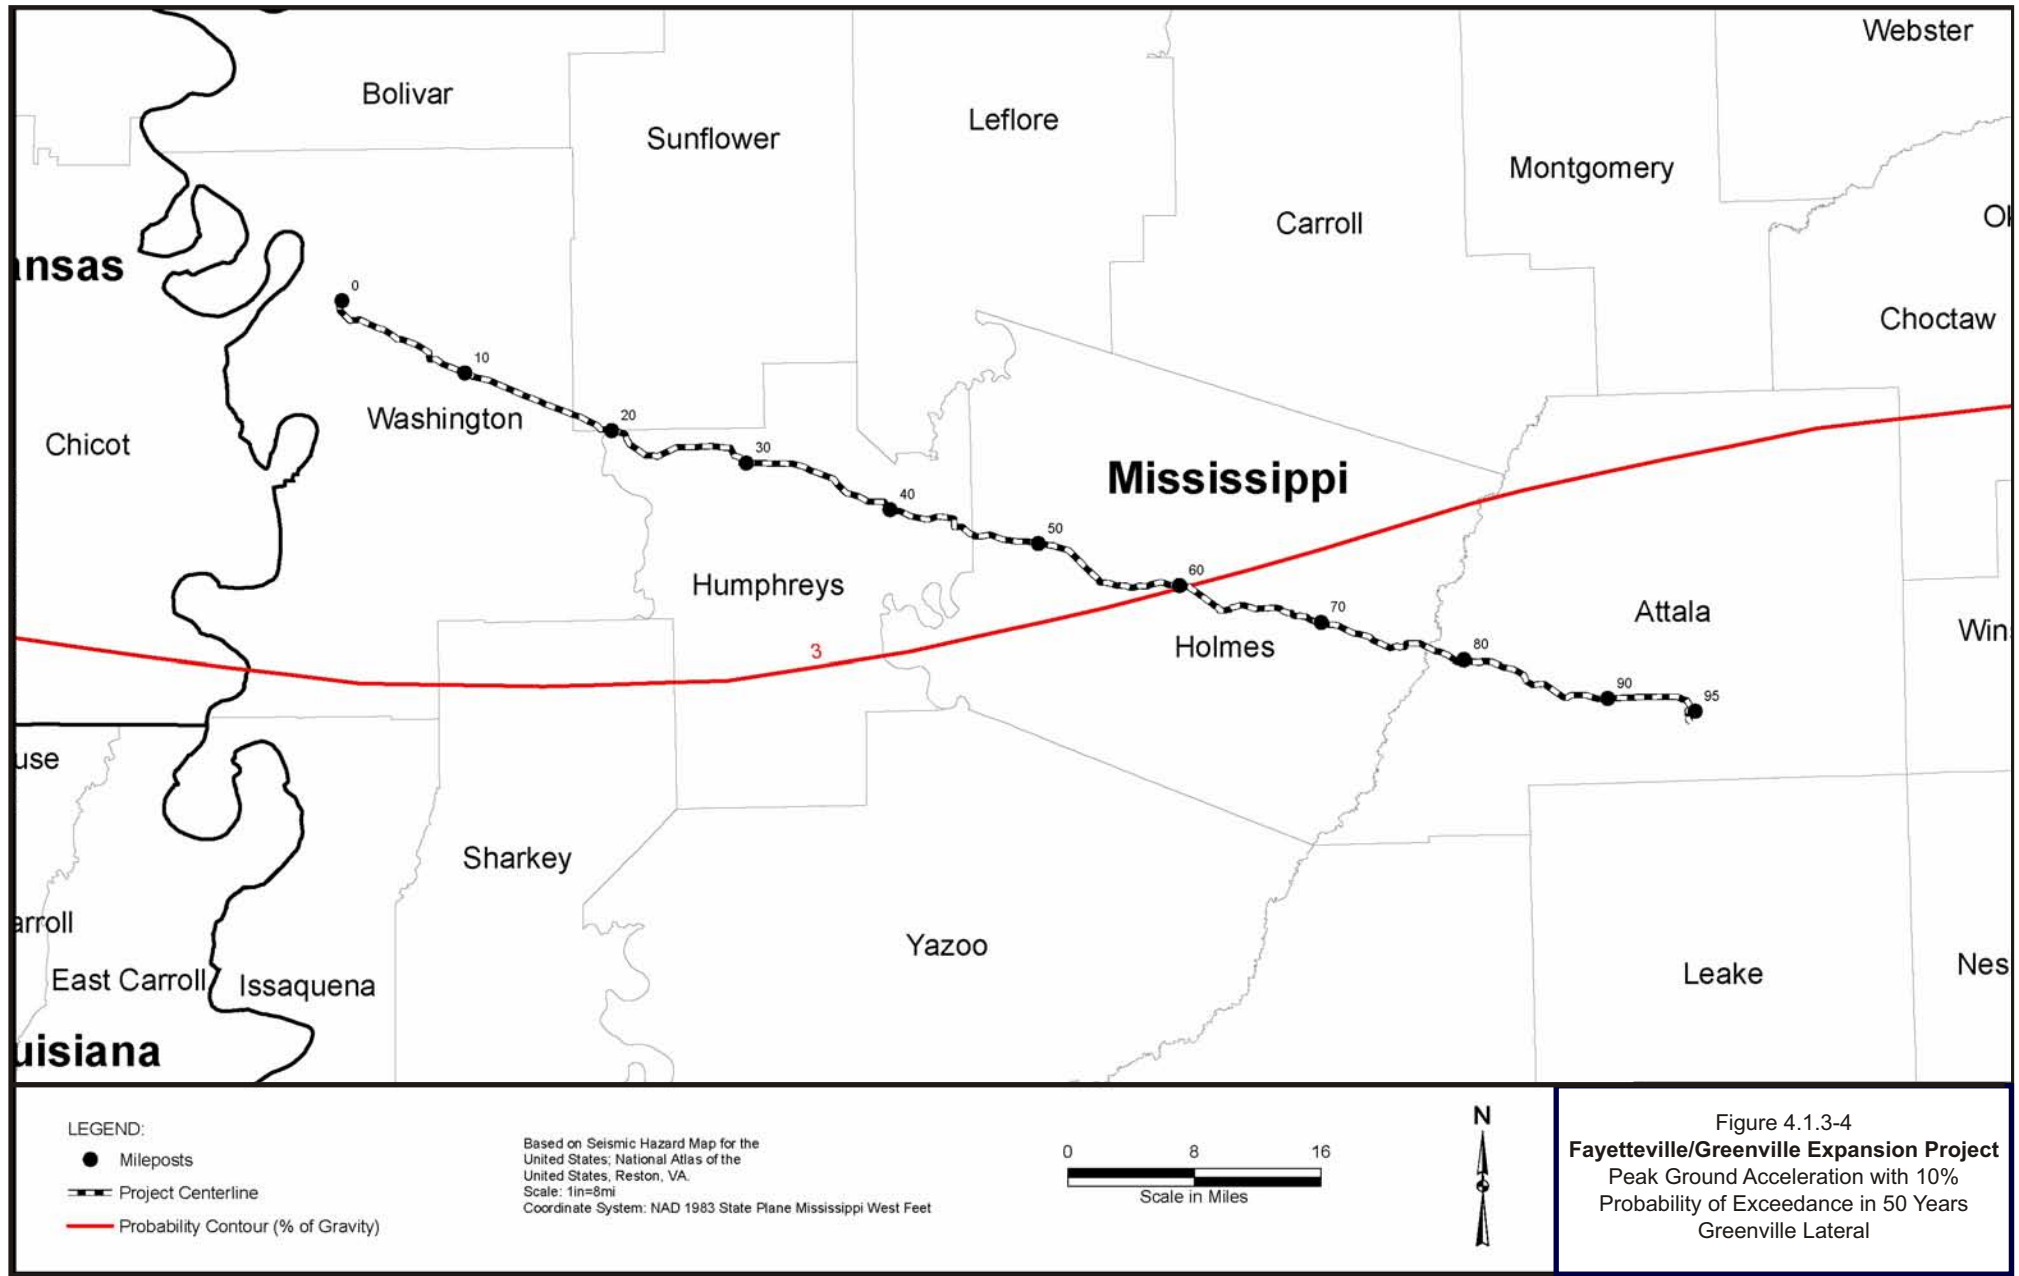 Webster
Bolivar
Sunflower
Leflore
Montgomery
Carroll
Ok
ansas
0
Choctaw
10
Washington
20
Chicot
30
Mississippi
40
50
60
Humphreys
70
Attala
Holmes
80
Wins
3
90
95
use
Sharkey
arroll
Yazoo
East Carroll
Issaquena
Leake
Nes
uisiana
LEGEND:
Mileposts
Project Centerline
Probability Contour (% of Gravity)
Based on Seismic Hazard Map for the
United States; National Atlas of the
United States, Reston, VA.
Scale: 1in=8mi
Coordinate System: NAD 1983 State Plane Mississippi West Feet
0 8 16
Scale in Miles
N
Figure 4.1.3-4
Fayetteville/Greenville Expansion Project
Peak Ground Acceleration with 10%
Probability of Exceedance in 50 Years
Greenville Lateral